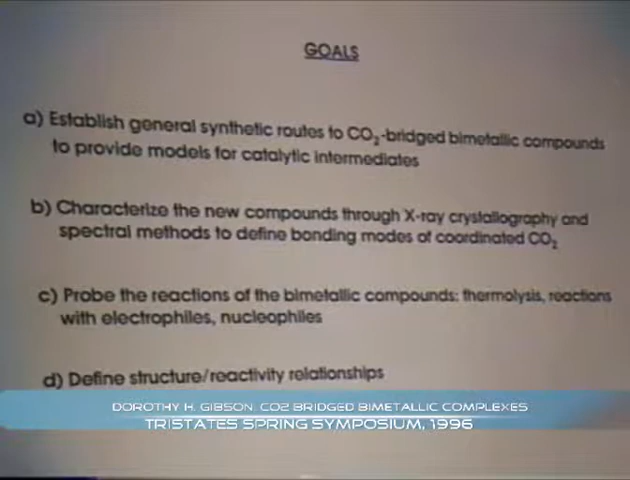 GOALS
a) Establish general synthetic routes to CO₂-bridged bimetallic compounds
to provide models for catalytic intermediates
b) Characterize the new compounds through X-ray crystallography and
spectral methods to define bonding modes of coordinated CO₂
c) Probe the reactions of the bimetallic compounds: thermolysis, reactions
with electrophiles, nucleophiles
d) Define structure/reactivity relationships
DOROTHY H. GIBSON: CO2 BRIDGED BIMETALLIC COMPLEXES
TRISTATES SPRING SYMPOSIUM, 1996